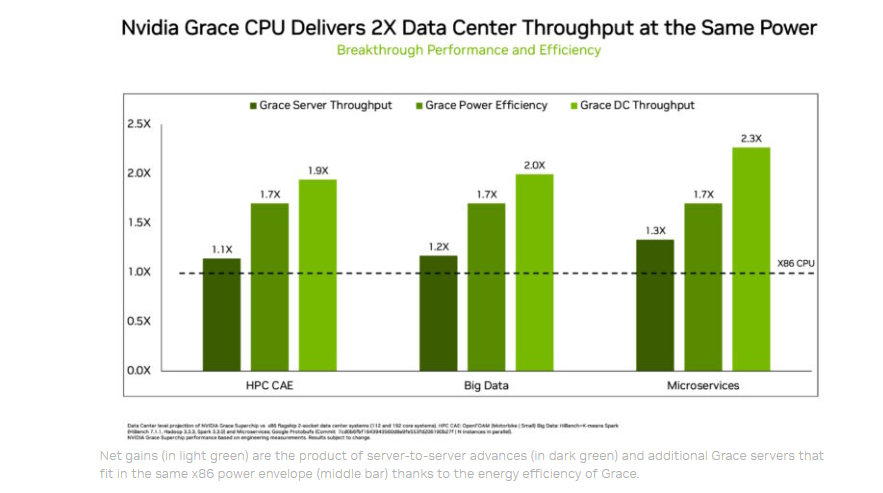 Nvidia Grace CPU Delivers 2X Data Center Throughput at the Same Power
Breakthrough Performance and Efficiency
Grace Server Throughput
Grace Power Efficiency
Grace DC Throughput
2.5X
2.0X
1.5X
1.0X
0.5X
0.0X
1.1X
1.7X
1.9X
1.2X
1.7X
2.0X
1.3X
1.7X
2.3X
X86 CPU
HPC CAE
Big Data
Microservices
Data Center level projection of NVIDIA Grace Superchip vs x86 flagship 2-socket data center systems (112 and 192 core systems). HPC CAE: OpenFOAM (Motorbike | Small) Big Data: HiBench+K-means Spark
(HiBench 7.1.1, Hadoop 3.3.3, Spark 3.3.0) and Microservices: Google Protobufs (Commit | N instances in parallel).
NVIDIA Grace Superchip performance based on engineering measurements. Results subject to change.
Net gains (in light green) are the product of server-to-server advances (in dark green) and additional Grace servers that
fit in the same x86 power envelope (middle bar) thanks to the energy efficiency of Grace.